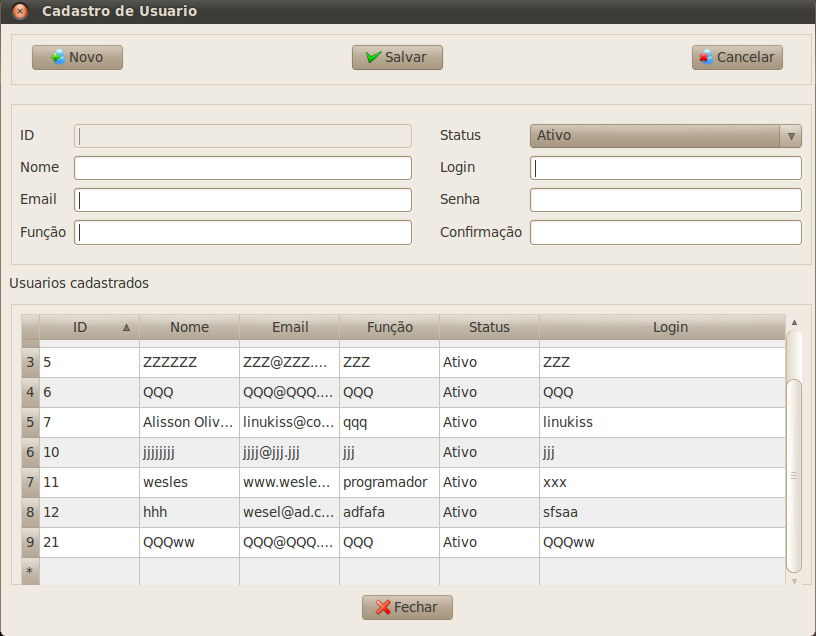 Cadastro de Usuario
Novo Salvar Cancelar
ID Status Ativo
Nome Login
Email Senha
Função Confirmação
Usuarios cadastrados
ID Nome Email Função Status Login
3 5 ZZZZZZ ZZZ@ZZZ.... ZZZ Ativo ZZZ
4 6 QQQ QQQ@QQQ.... QQQ Ativo QQQ
5 7 Alisson Oliv... linukiss@co... qqq Ativo linukiss
6 10 jjjjjjjj jjjj@jjj.jjj jjj Ativo jjj
7 11 wesles www.wesle... programador Ativo xxx
8 12 hhh wesel@ad.c... adfafa Ativo sfsaa
9 21 QQQww QQQ@QQQ.... QQQ Ativo QQQww
*
Fechar